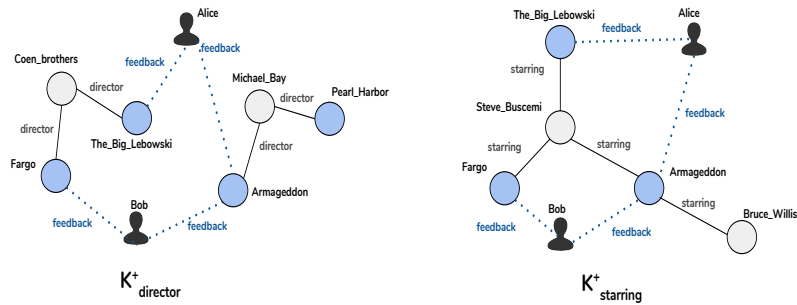 Alice
feedback
feedback
Coen_brothers
director
Michael_Bay
director
Pearl_Harbor
director
The_Big_Lebowski
director
Fargo
Armageddon
Bob
feedback
feedback
K+director
The_Big_Lebowski
Alice
feedback
starring
feedback
Steve_Buscemi
starring
starring
Fargo
Armageddon
starring
Bob
Bruce_Willis
feedback
feedback
K+starring